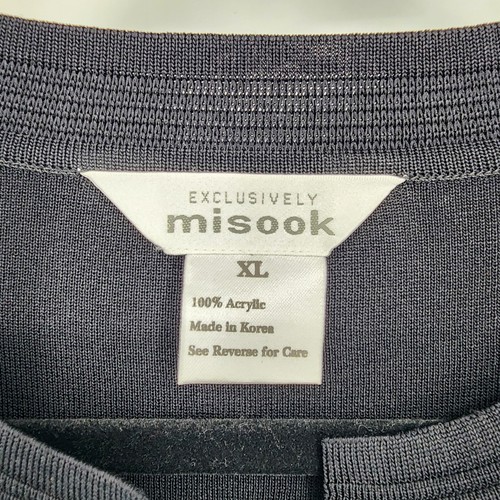 EXCLUSIVELY
misook
XL
100% Acrylic
Made in Korea
See Reverse for Care